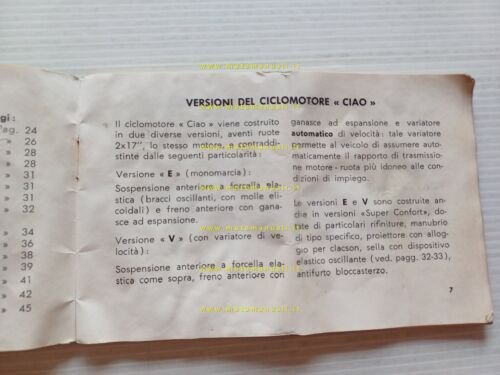 gi:
Pag. 24
» 26
» 28
» 28
» 31
» 31
» 31
» 32
» 34
» 36
» 38
» 39
» 41
» 42
» 45
www.motomanuali.it
VERSIONI DEL CICLOMOTORE « CIAO »
Il ciclomotore « Ciao » viene costruito
in due diverse versioni, aventi ruote
2x17", lo stesso motore, e contraddi-
stinte dalle seguenti particolarità:
Versione « E » (monomarcia):
Sospensione anteriore a forcella ela-
stica (bracci oscillanti, con molle eli-
coidali) e freno anteriore con gana-
sce ad espansione.
Versione « V » (con variatore di ve-
locità):
Sospensione anteriore a forcella ela-
stica come sopra, freno anteriore con
ganasce ad espansione e variatore
automatico di velocità: tale variatore
permette al veicolo di assumere auto-
maticamente il rapporto di trasmissio-
ne motore - ruota più idoneo alle con-
dizioni di impiego.
Le versioni E e V sono costruite an-
che in versioni «Super Confort», do-
tate di particolari rifiniture, manubrio
di tipo specifico, proiettore con allog-
gio per clacson, sella con dispositivo
elastico oscillante (ved. pagg. 32-33),
antifurto bloccasterzo.
7